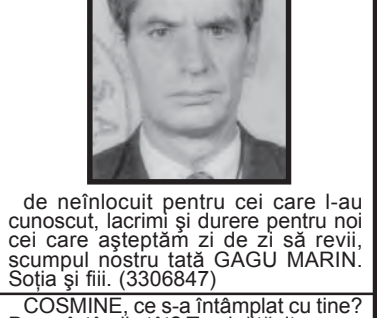 de neînlocuit pentru cei care l-au
cunoscut, lacrimi şi durere pentru noi
cei care aşteptăm zi de zi să revii,
scumpul nostru tată GAGU MARIN.
Soţia şi fiii. (3306847)
COSMINE, ce s-a întâmplat cu tine?